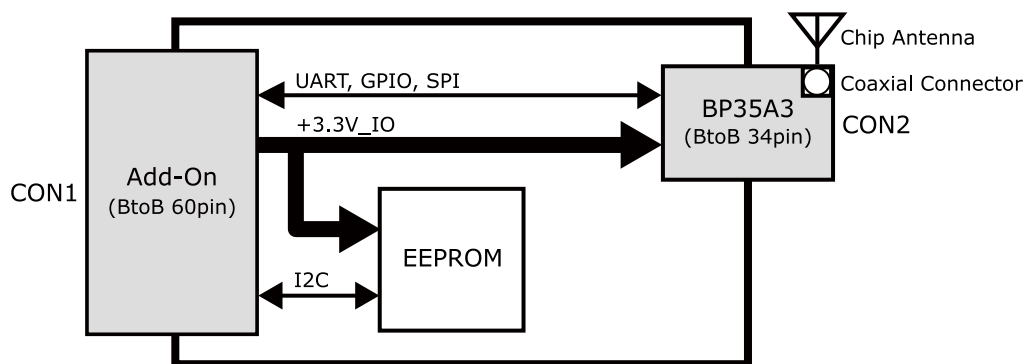 Chip Antenna
UART, GPIO, SPI
Coaxial Connector
BP35A3
(BtoB 34pin)
CON2
+3.3V_IO
CON1
Add-On
(BtoB 60pin)
EEPROM
I2C